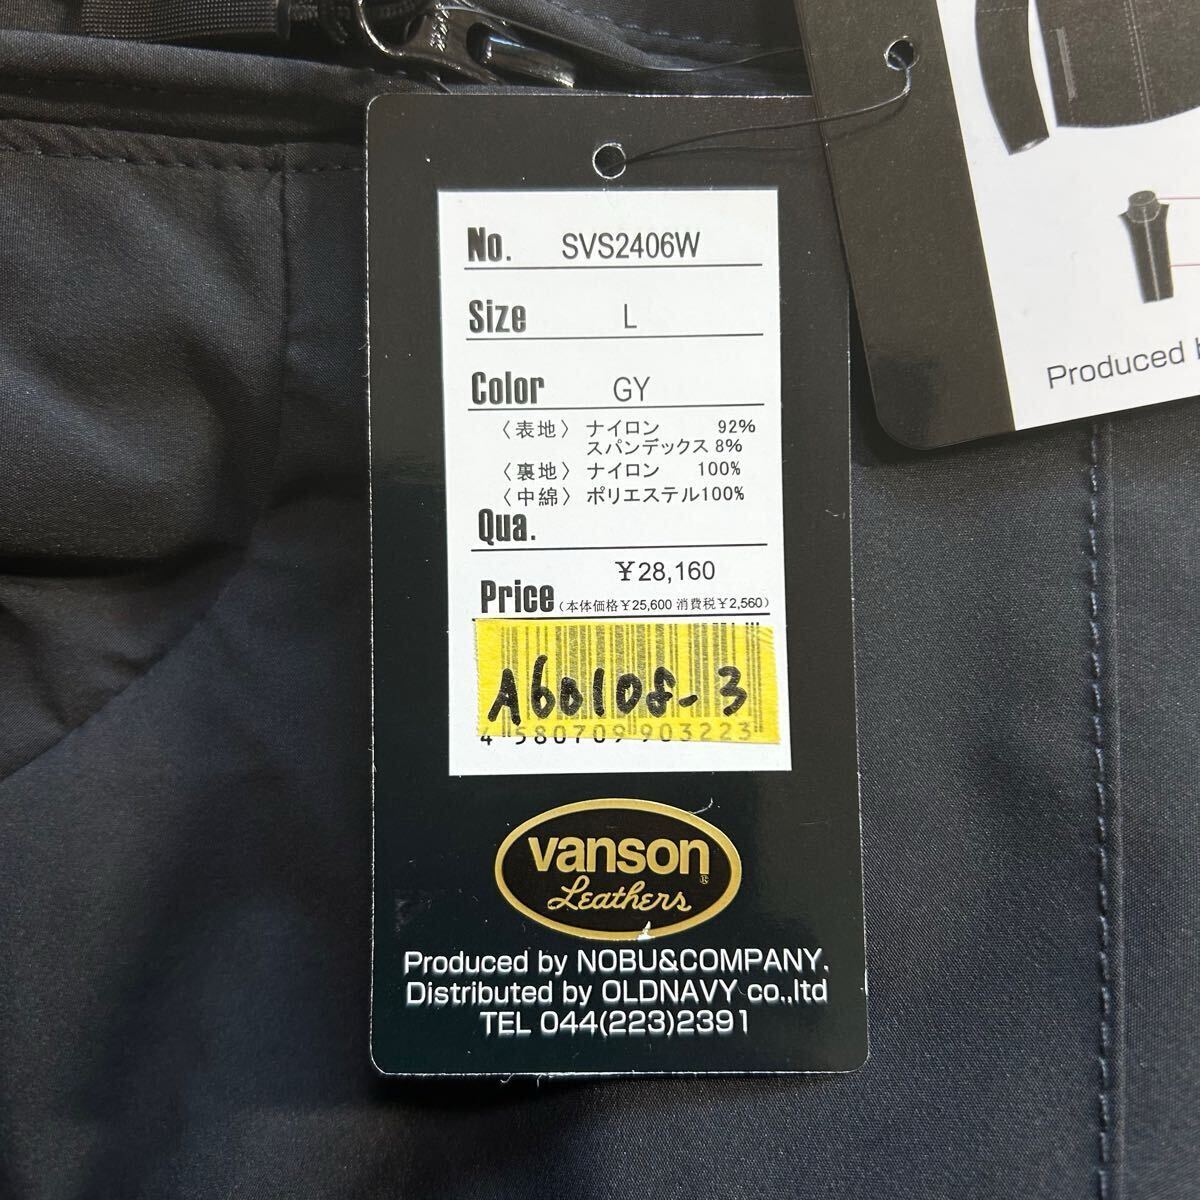 No. SVS2406W
Size L
Color GY
〈表地〉ナイロン 92%
スパンデックス 8%
〈裏地〉ナイロン 100%
〈中綿〉ポリエステル100%
Qua.
¥28,160
Price (本体価格¥25,600 消費税¥2,560)
A60108-3
4 580709 903223
vanson
Leathers
Produced by NOBU&COMPANY.
Distributed by OLDNAVY co.,ltd
TEL 044(223)2391
Produced